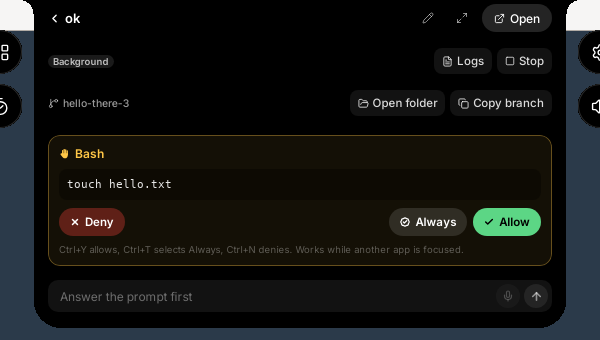 ok
Open
Background
Logs
Stop
hello-there-3
Open folder
Copy branch
Bash
touch hello.txt
Deny
Always
Allow
Ctrl+Y allows, Ctrl+T selects Always, Ctrl+N denies. Works while another app is focused.
Answer the prompt first